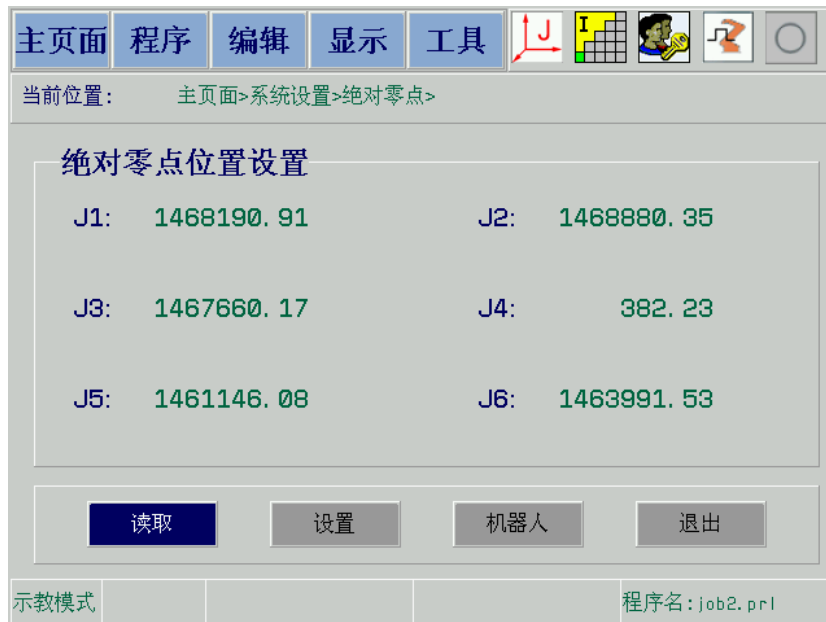 主页面 程序 编辑 显示 工具 J I
当前位置: 主页面>系统设置>绝对零点>
绝对零点位置设置
J1: 1468190.91 J2: 1468880.35
J3: 1467660.17 J4: 382.23
J5: 1461146.08 J6: 1463991.53
读取 设置 机器人 退出
示教模式 程序名:job2.prl